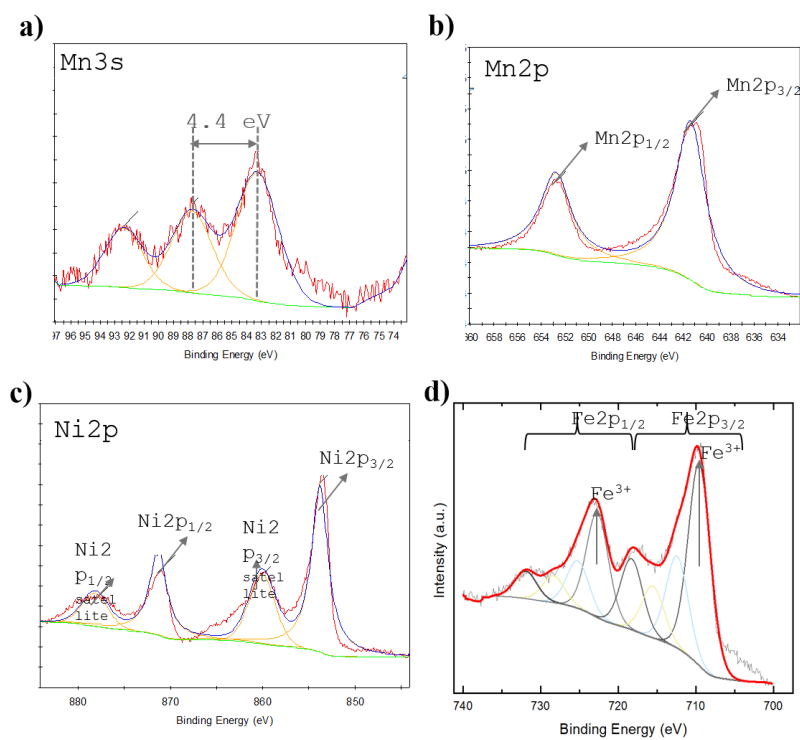 a)
Mn3s
4.4 eV
97 96 95 94 93 92 91 90 89 88 87 86 85 84 83 82 81 80 79 78 77 76 75 74
Binding Energy (eV)
b)
Mn2p
Mn2p3/2
Mn2p1/2
660 658 656 654 652 650 648 646 644 642 640 638 636 634
Binding Energy (eV)
c)
Ni2p
Ni2p3/2
Ni2p1/2
Ni2
p3/2
satel
lite
Ni2
p1/2
satel
lite
880 870 860 850
Binding Energy (eV)
d)
Fe2p1/2 Fe2p3/2
Fe3+
Fe3+
Intensity (a.u.)
740 730 720 710 700
Binding Energy (eV)